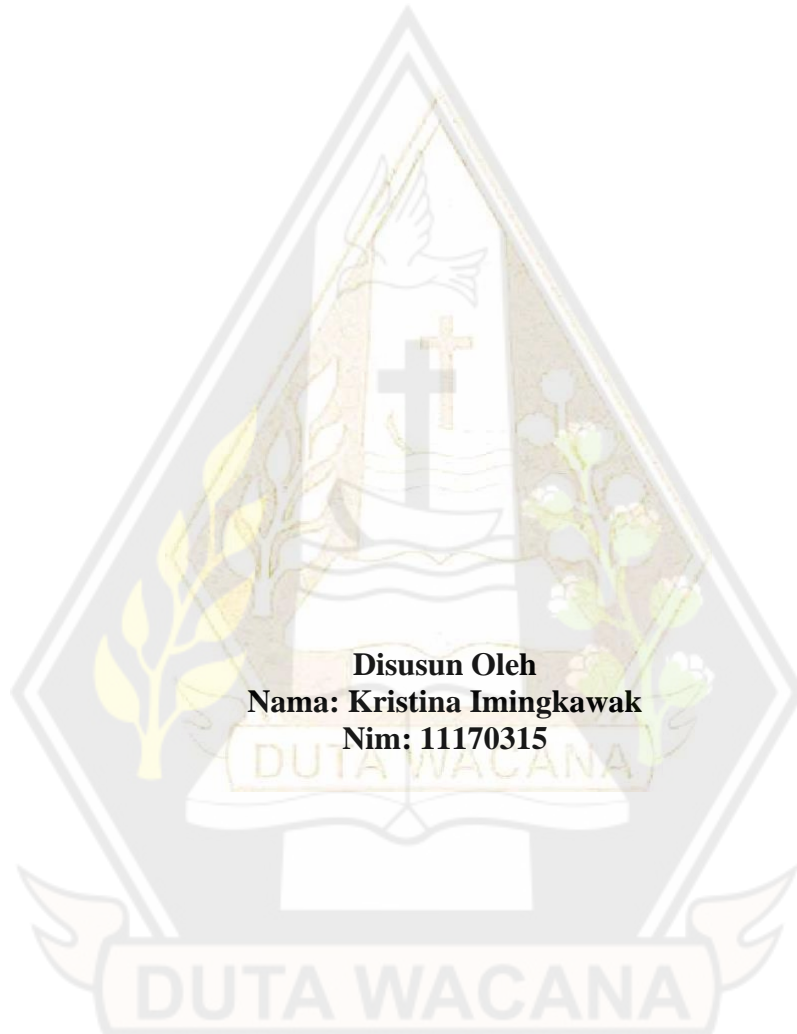 Disusun Oleh
Nama: Kristina Imingkawak
Nim: 11170315
DUTA WACANA
DUTA WACANA